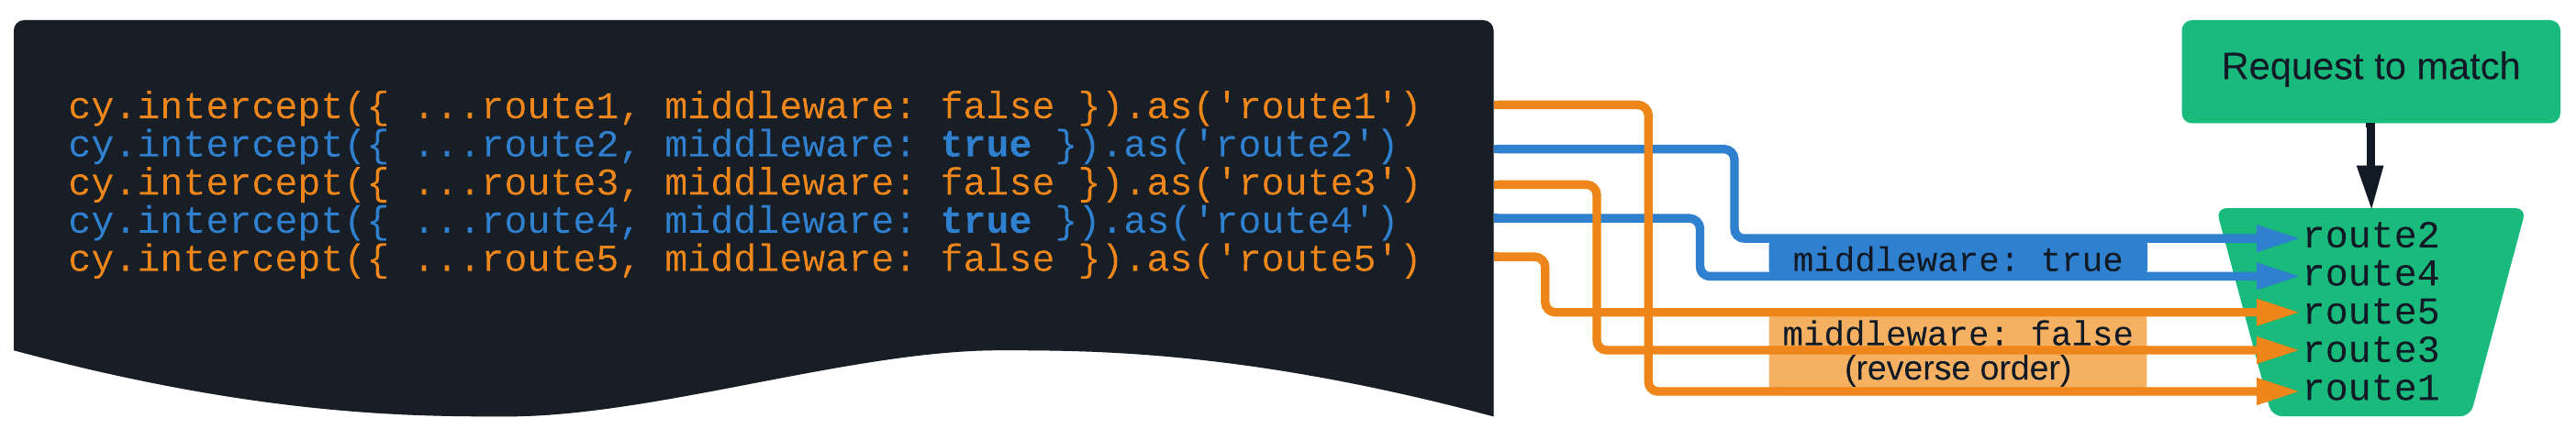 cy.intercept({ ...route1, middleware: false }).as('route1')
cy.intercept({ ...route2, middleware: true }).as('route2')
cy.intercept({ ...route3, middleware: false }).as('route3')
cy.intercept({ ...route4, middleware: true }).as('route4')
cy.intercept({ ...route5, middleware: false }).as('route5')
middleware: true
middleware: false
(reverse order)
Request to match
route2
route4
route5
route3
route1